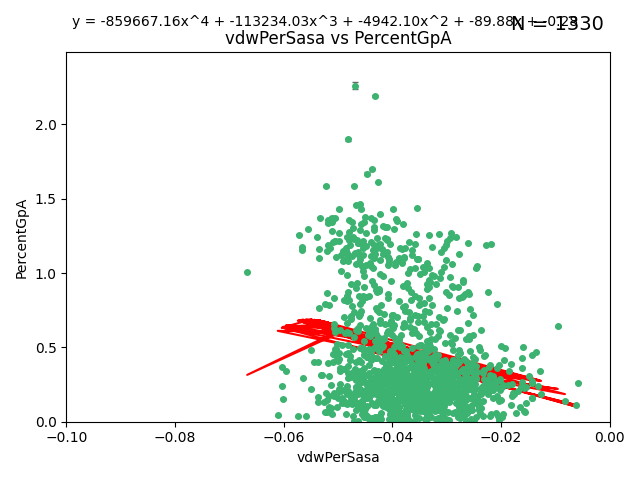 y = -859667.16x^4 + -113234.03x^3 + -4942.10x^2 + -89.88x + -0.28
N = 1330
vdwPerSasa vs PercentGpA
PercentGpA
2.0
1.5
1.0
0.5
0.0
−0.10
−0.08
−0.06
−0.04
−0.02
0.00
vdwPerSasa